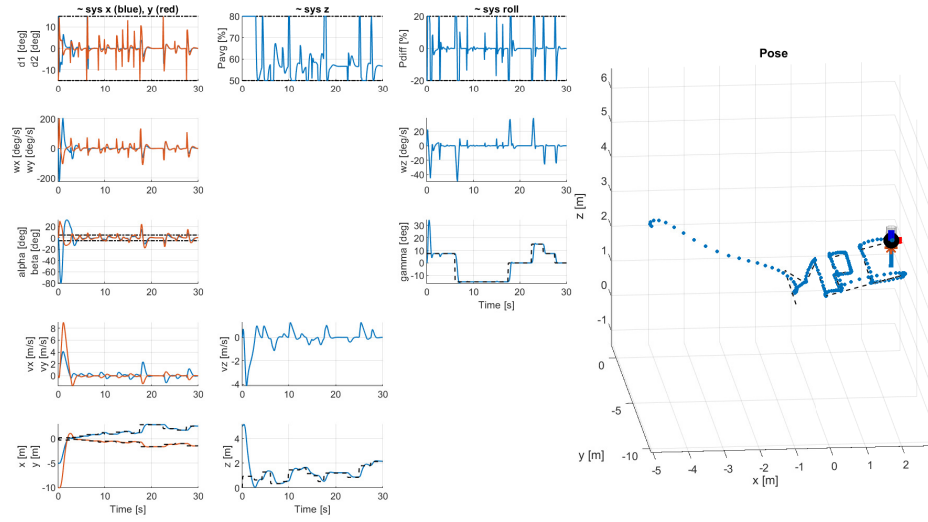 ~ sys x (blue), y (red)
~ sys z
~ sys roll
d1 [deg]
d2 [deg]
10
0
-10
0 10 20 30
Pavg [%]
80
70
60
50
0 10 20 30
Pdiff [%]
20
0
-20
0 10 20 30
wx [deg/s]
wy [deg/s]
200
0
-200
0 10 20 30
wz [deg/s]
20
0
-20
-40
0 10 20 30
alpha [deg]
beta [deg]
20
0
-20
-40
-60
-80
0 10 20 30
gamma [deg]
30
20
10
0
-10
0 10 20 30
Time [s]
vx [m/s]
vy [m/s]
8
6
4
2
0
0 10 20 30
vz [m/s]
0
-2
-4
0 10 20 30
x [m]
y [m]
0
-5
-10
0 10 20 30
Time [s]
z [m]
4
2
0
0 10 20 30
Time [s]
Pose
z [m]
6
5
4
3
2
1
0
-1
y [m]
0
-5
-10
x [m]
-5 -4 -3 -2 -1 0 1 2